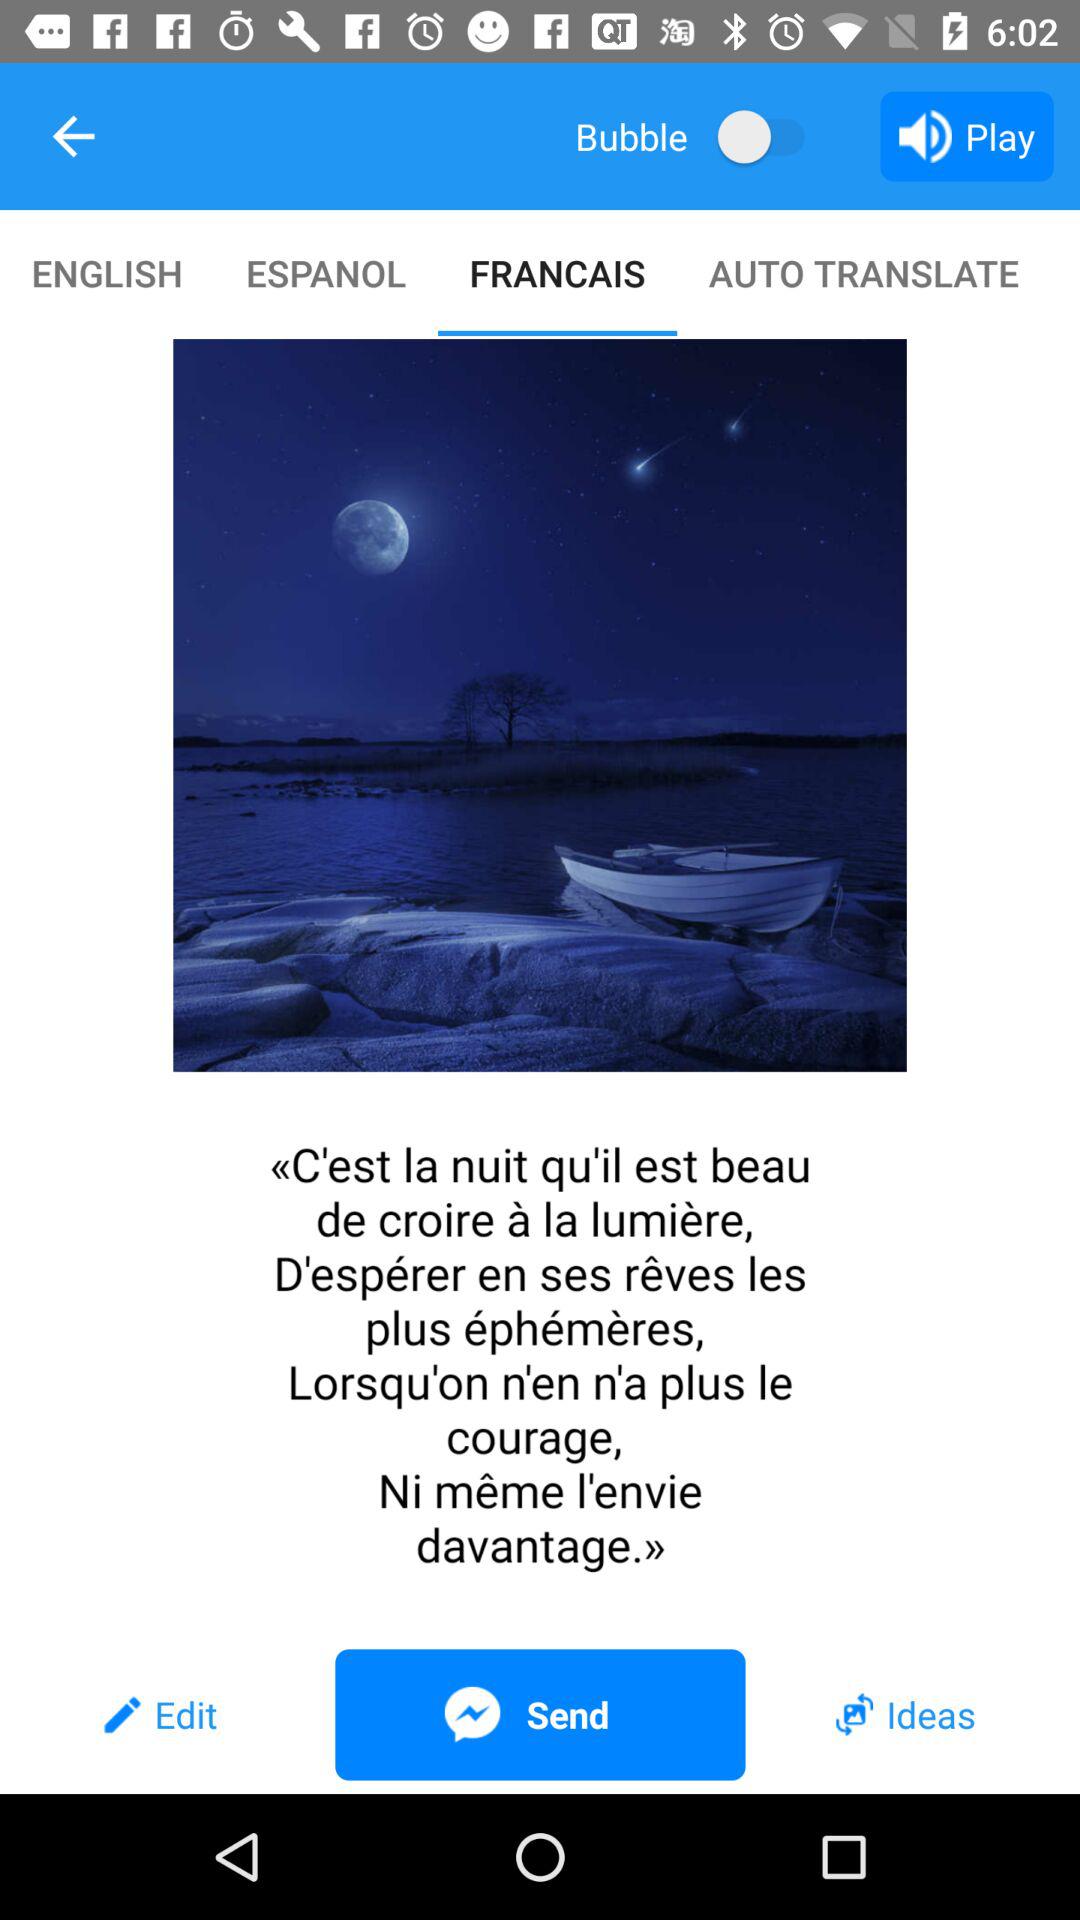 QT 淘 6:02
Bubble Play
ENGLISH ESPANOL FRANCAIS AUTO TRANSLATE
«C'est la nuit qu'il est beau
de croire à la lumière,
D'espérer en ses rêves les
plus éphémères,
Lorsqu'on n'en n'a plus le
courage,
Ni même l'envie
davantage.»
Edit Send Ideas